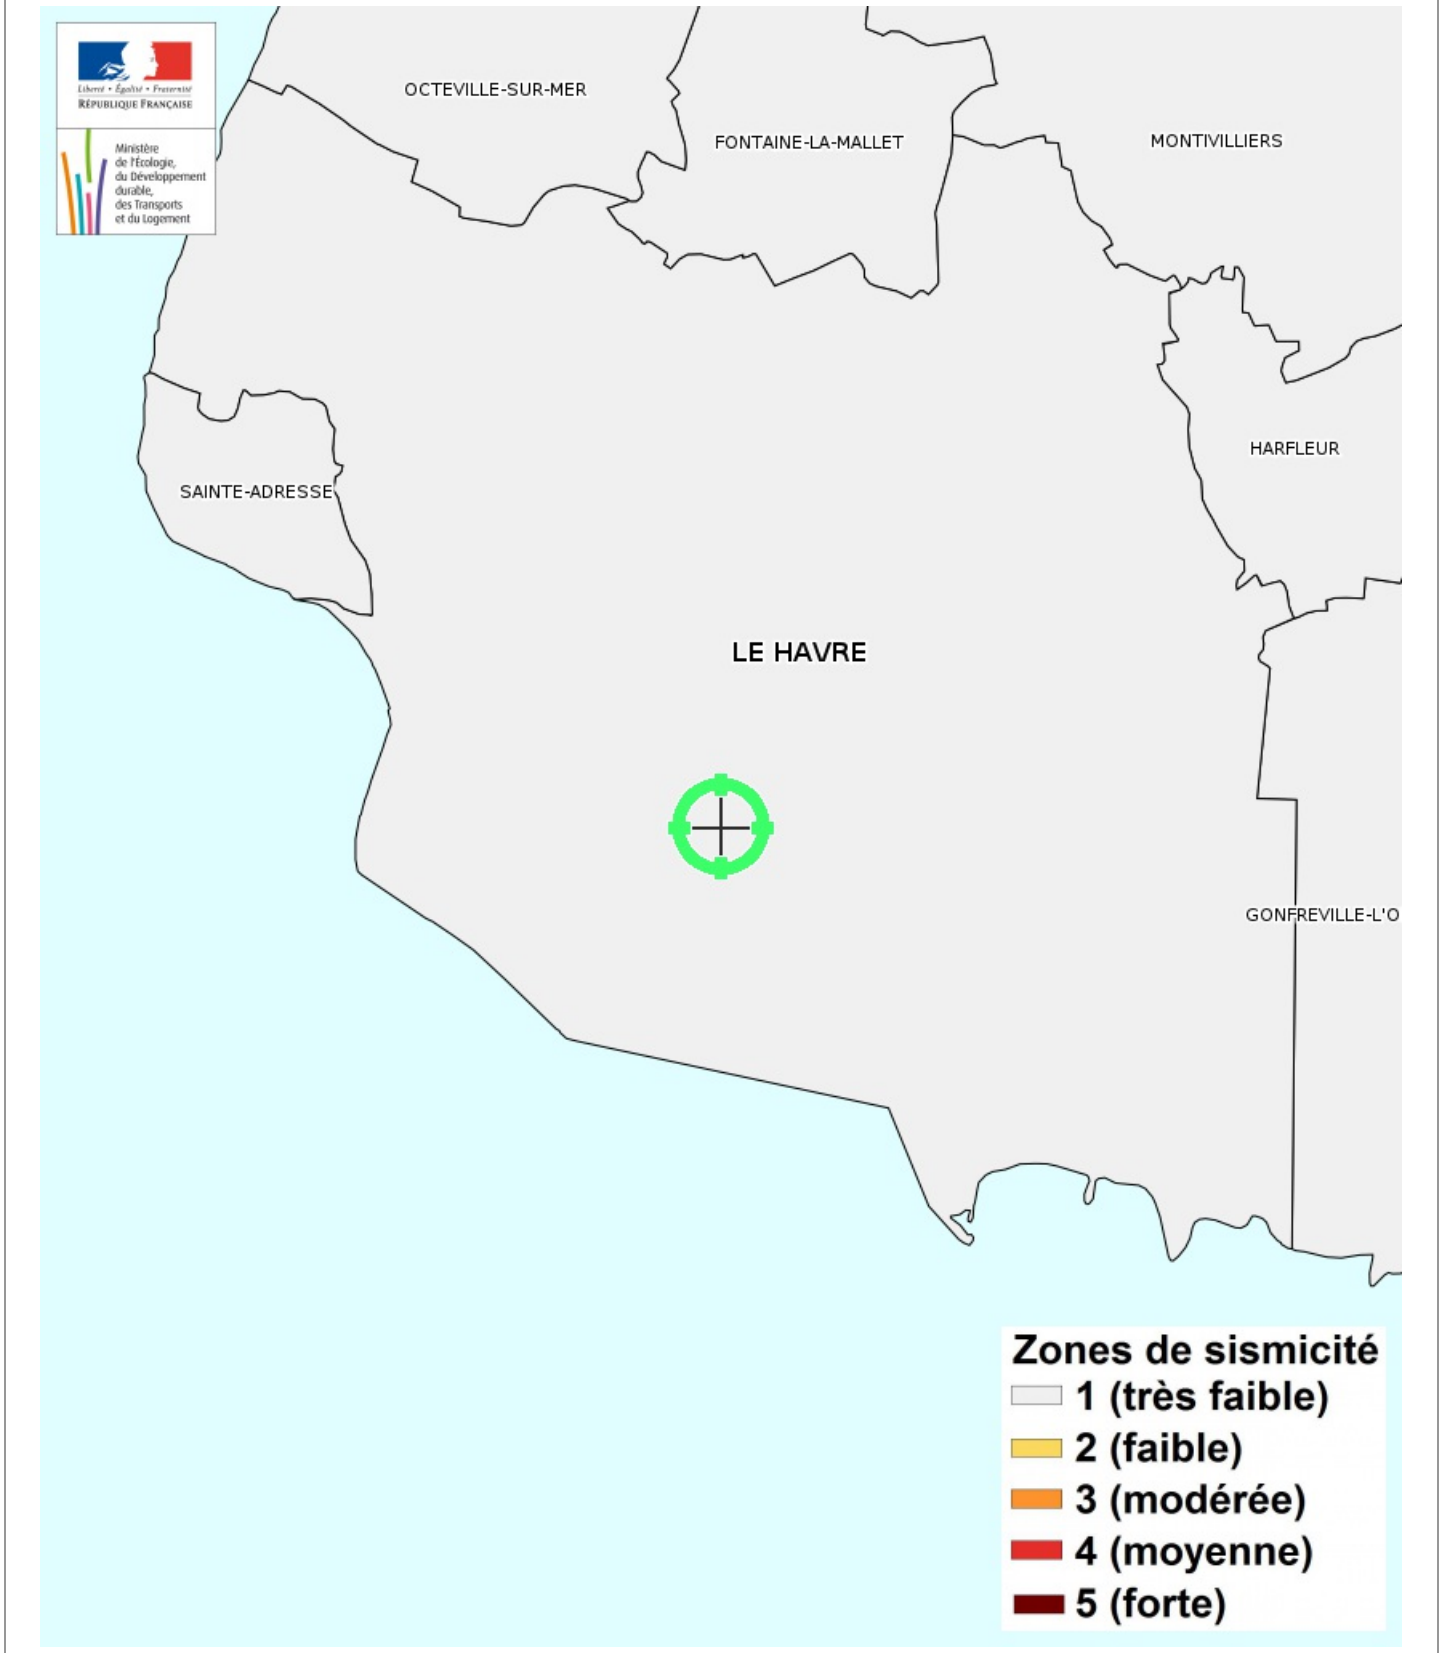 Liberté • Égalité • Fraternité
RÉPUBLIQUE FRANÇAISE
Ministère
de l'Écologie,
du Développement
durable,
des Transports
et du Logement
OCTEVILLE-SUR-MER
FONTAINE-LA-MALLET
MONTIVILLIERS
HARFLEUR
SAINTE-ADRESSE
LE HAVRE
GONFREVILLE-L'O
Zones de sismicité
1 (très faible)
2 (faible)
3 (modérée)
4 (moyenne)
5 (forte)